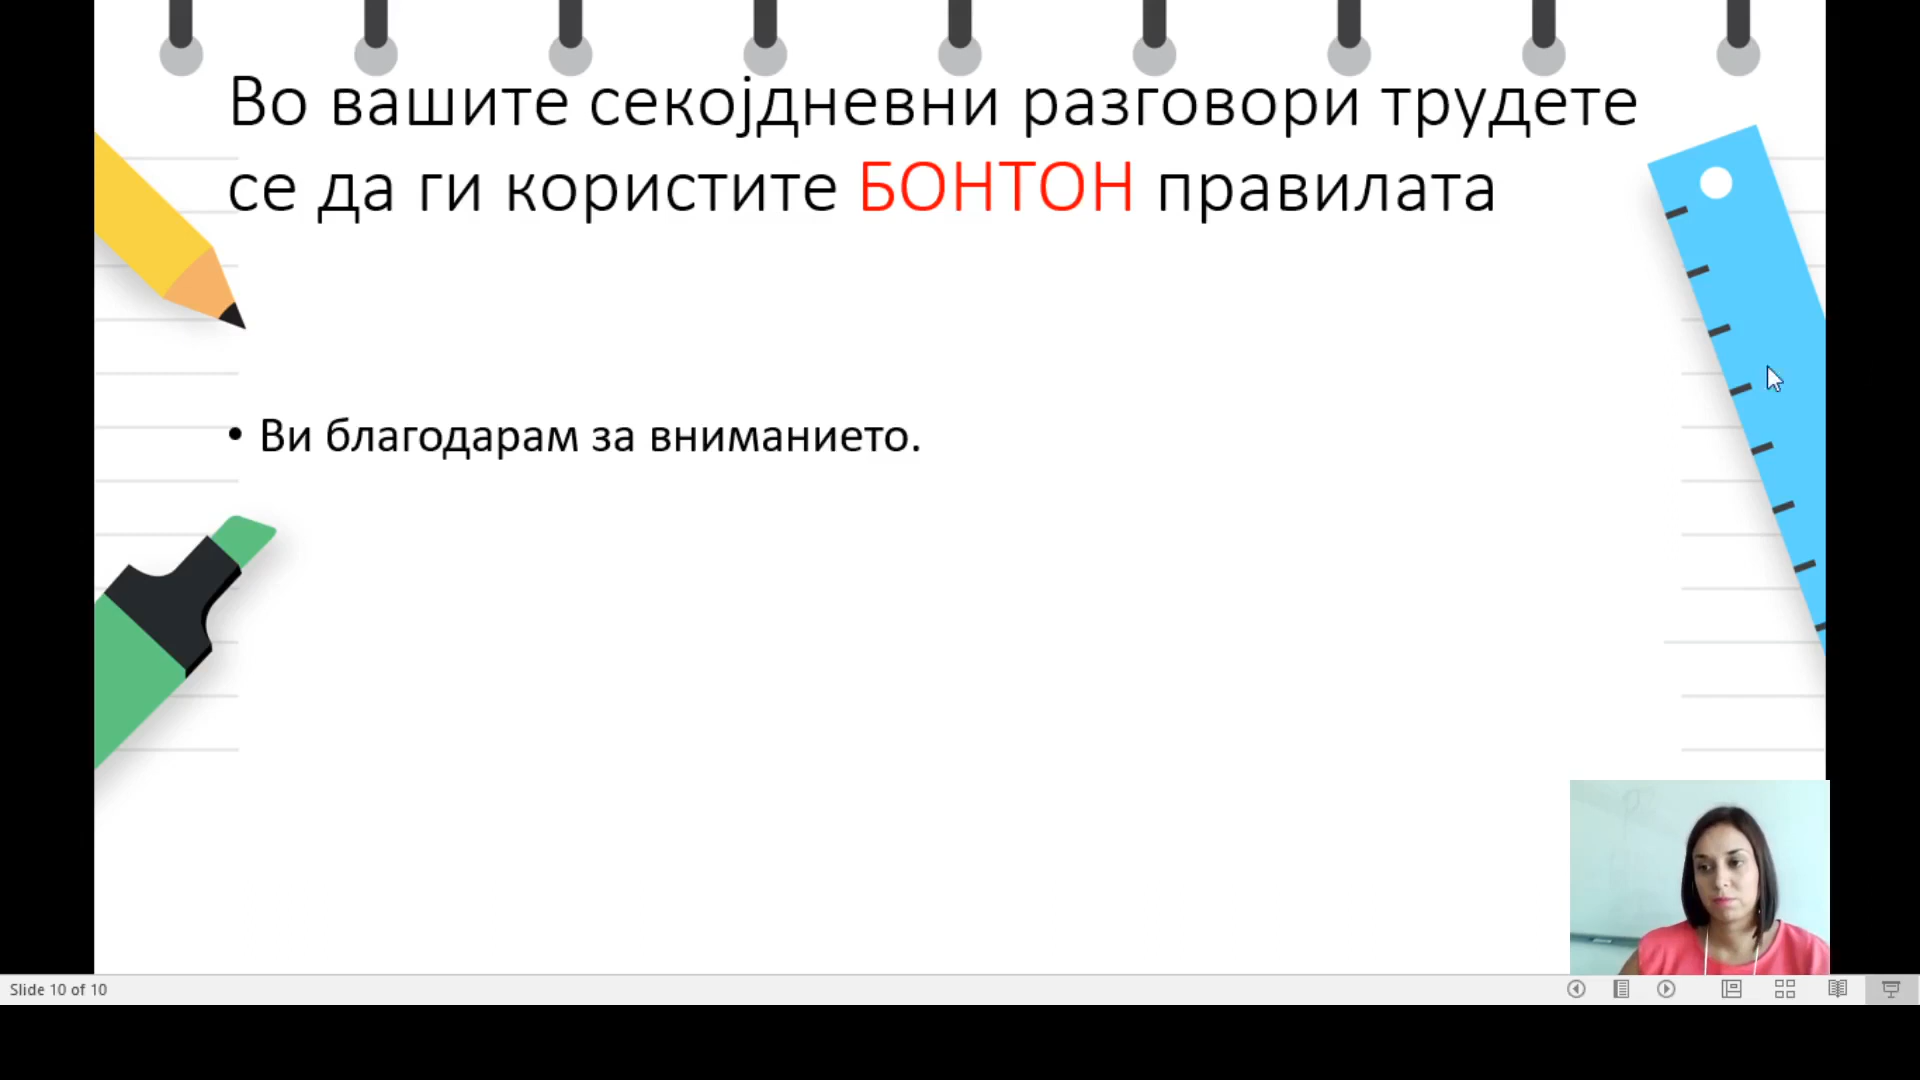 Во вашите секојдневни разговори трудете
се да ги користите БОНТОН правилата
• Ви благодарам за вниманието.
Slide 10 of 10